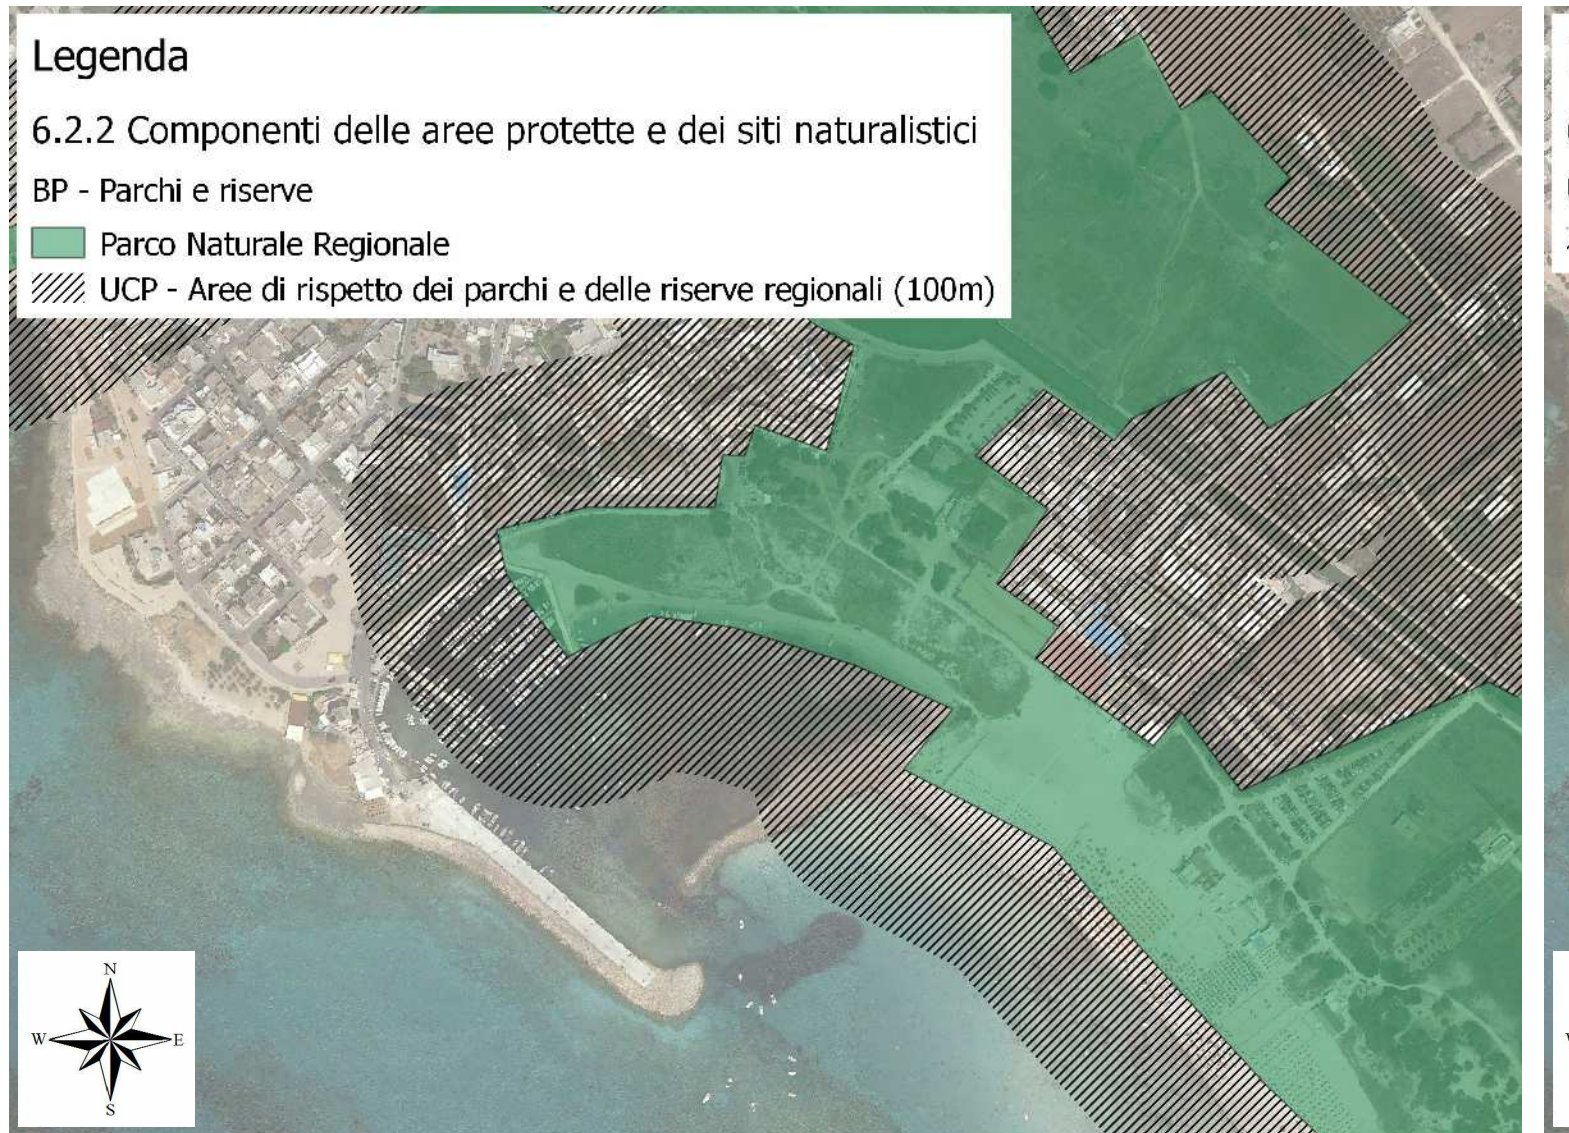 Legenda
6.2.2 Componenti delle aree protette e dei siti naturalistici
BP - Parchi e riserve
Parco Naturale Regionale
UCP - Aree di rispetto dei parchi e delle riserve regionali (100m)
N
W E
S